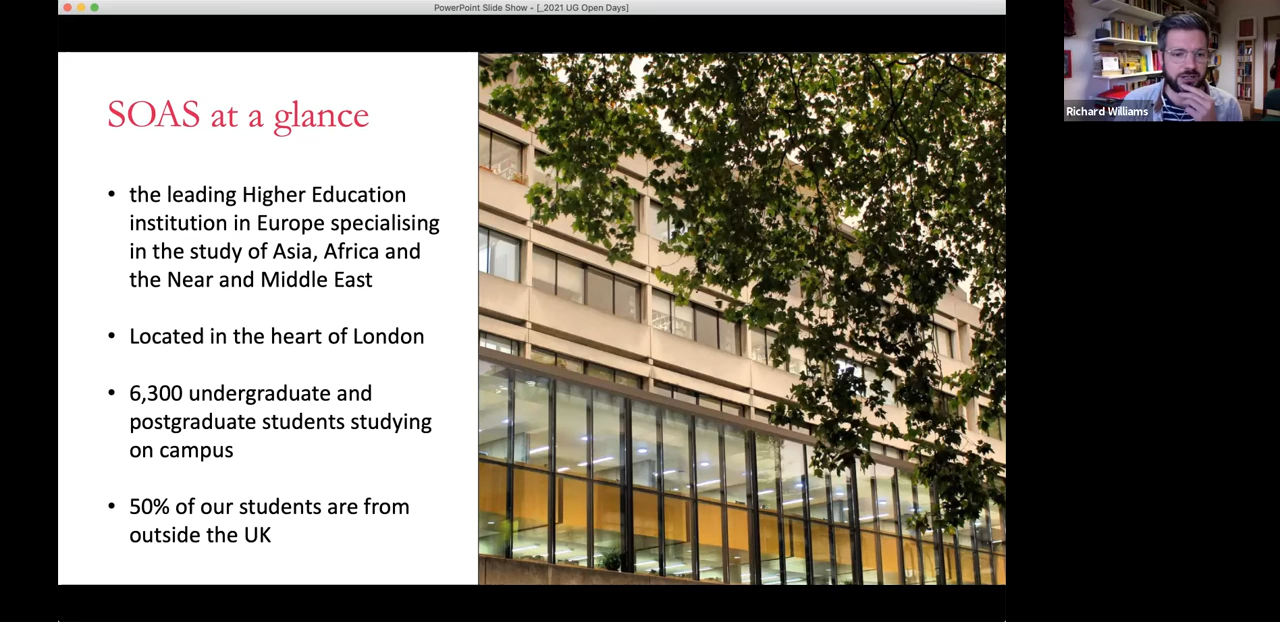 PowerPoint Slide Show - [_2021 UG Open Days]
SOAS at a glance
• the leading Higher Education
institution in Europe specialising
in the study of Asia, Africa and
the Near and Middle East
• Located in the heart of London
• 6,300 undergraduate and
postgraduate students studying
on campus
• 50% of our students are from
outside the UK
Richard Williams